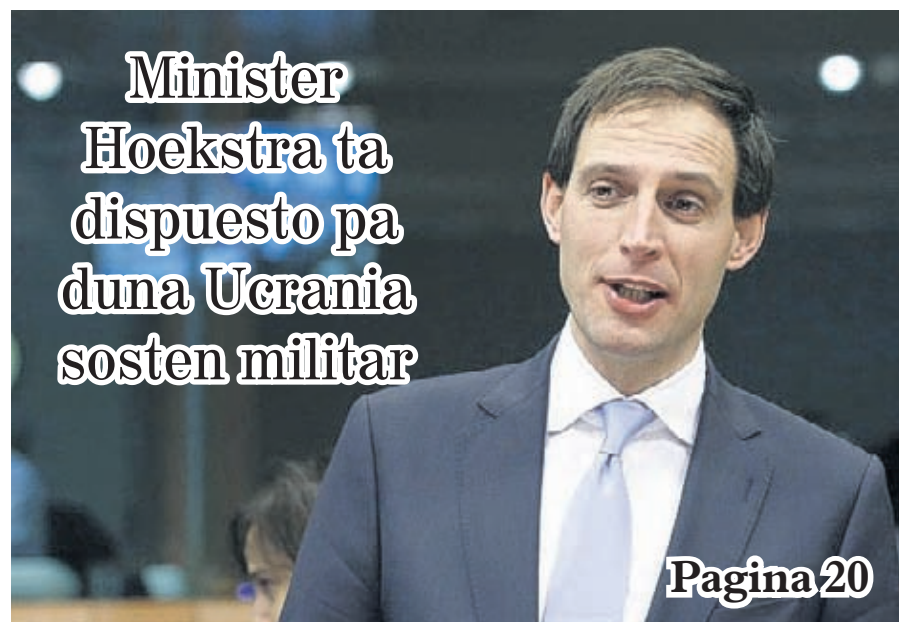 Minister
Hoekstra ta
dispuesto pa
duna Ucrania
sosten militar
Pagina 20